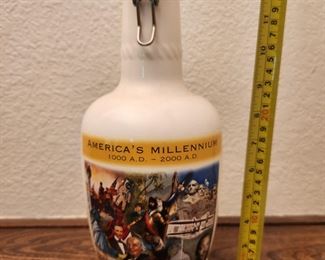 AMERICA'S MILLENNIUM
1000 A.D. – 2000 A.D.